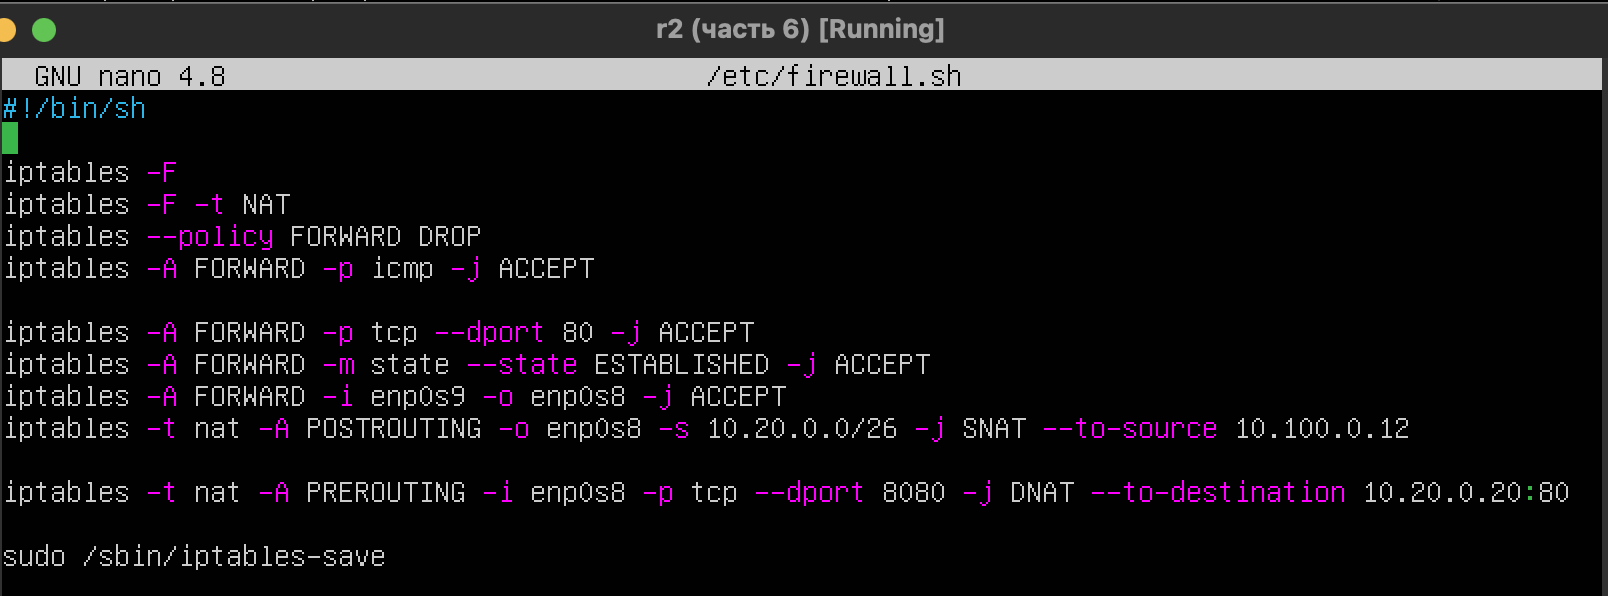 r2 (часть 6) [Running]
GNU nano 4.8 /etc/firewall.sh
#!/bin/sh
iptables -F
iptables -F -t NAT
iptables --policy FORWARD DROP
iptables -A FORWARD -p icmp -j ACCEPT
iptables -A FORWARD -p tcp --dport 80 -j ACCEPT
iptables -A FORWARD -m state --state ESTABLISHED -j ACCEPT
iptables -A FORWARD -i enp0s9 -o enp0s8 -j ACCEPT
iptables -t nat -A POSTROUTING -o enp0s8 -s 10.20.0.0/26 -j SNAT --to-source 10.100.0.12
iptables -t nat -A PREROUTING -i enp0s8 -p tcp --dport 8080 -j DNAT --to-destination 10.20.0.20:80
sudo /sbin/iptables-save